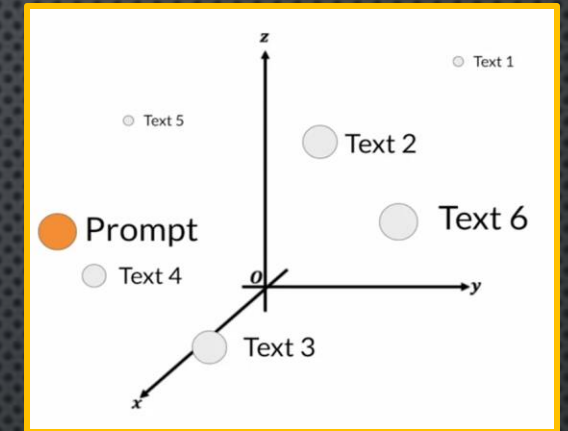 z
Text 1
Text 5
Text 2
Text 6
Prompt
Text 4
O
y
Text 3
x